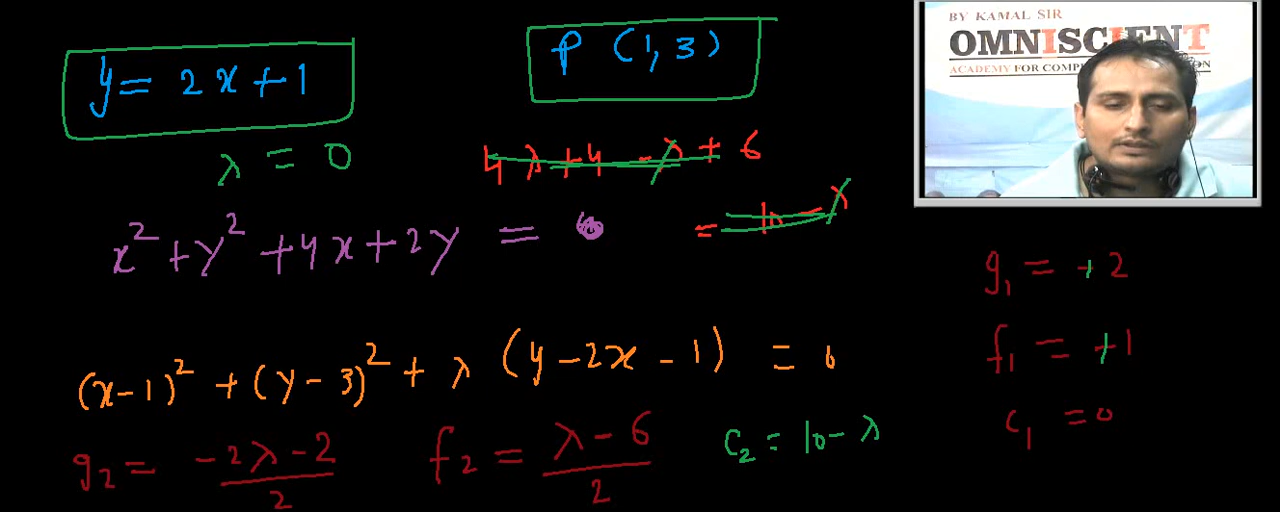 BY KAMAL SIR
OMNISCIENT
ACADEMY FOR COMP
y = 2x + 1
P (1, 3)
λ = 0
4λ + 4 - λ + 6
= 10 - λ
x² + y² + 4x + 2y = 0
g₁ = +2
f₁ = +1
c₁ = 0
(x-1)² + (y-3)² + λ (y-2x-1) = 0
g₂ = -2λ-2/2
f₂ = λ-6/2
C₂ = 10-λ